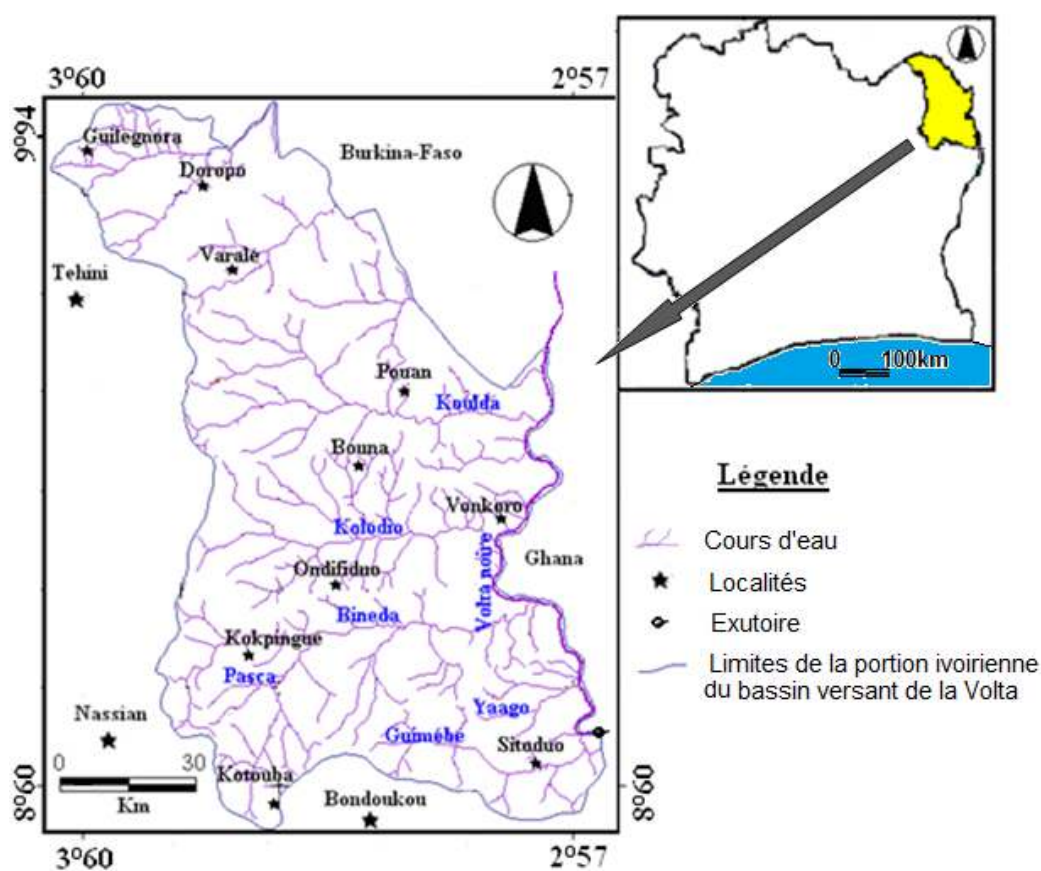 3°60
2°57
9°94
Guilegnora
Doropo
Burkina-Faso
Varalé
Tehini
Pouan
Koulda
Bouna
Vonkoro
Kolodio
Ghana
Ondifiduo
Volta noire
Bineda
Kokpingué
Pasca
Yaago
Nassian
Guimébé
Sitoduo
0 30
Km
Kotouba
Bondoukou
8°60
8°60
3°60
2°57
0 100km
Légende
Cours d'eau
Localités
Exutoire
Limites de la portion ivoirienne
du bassin versant de la Volta